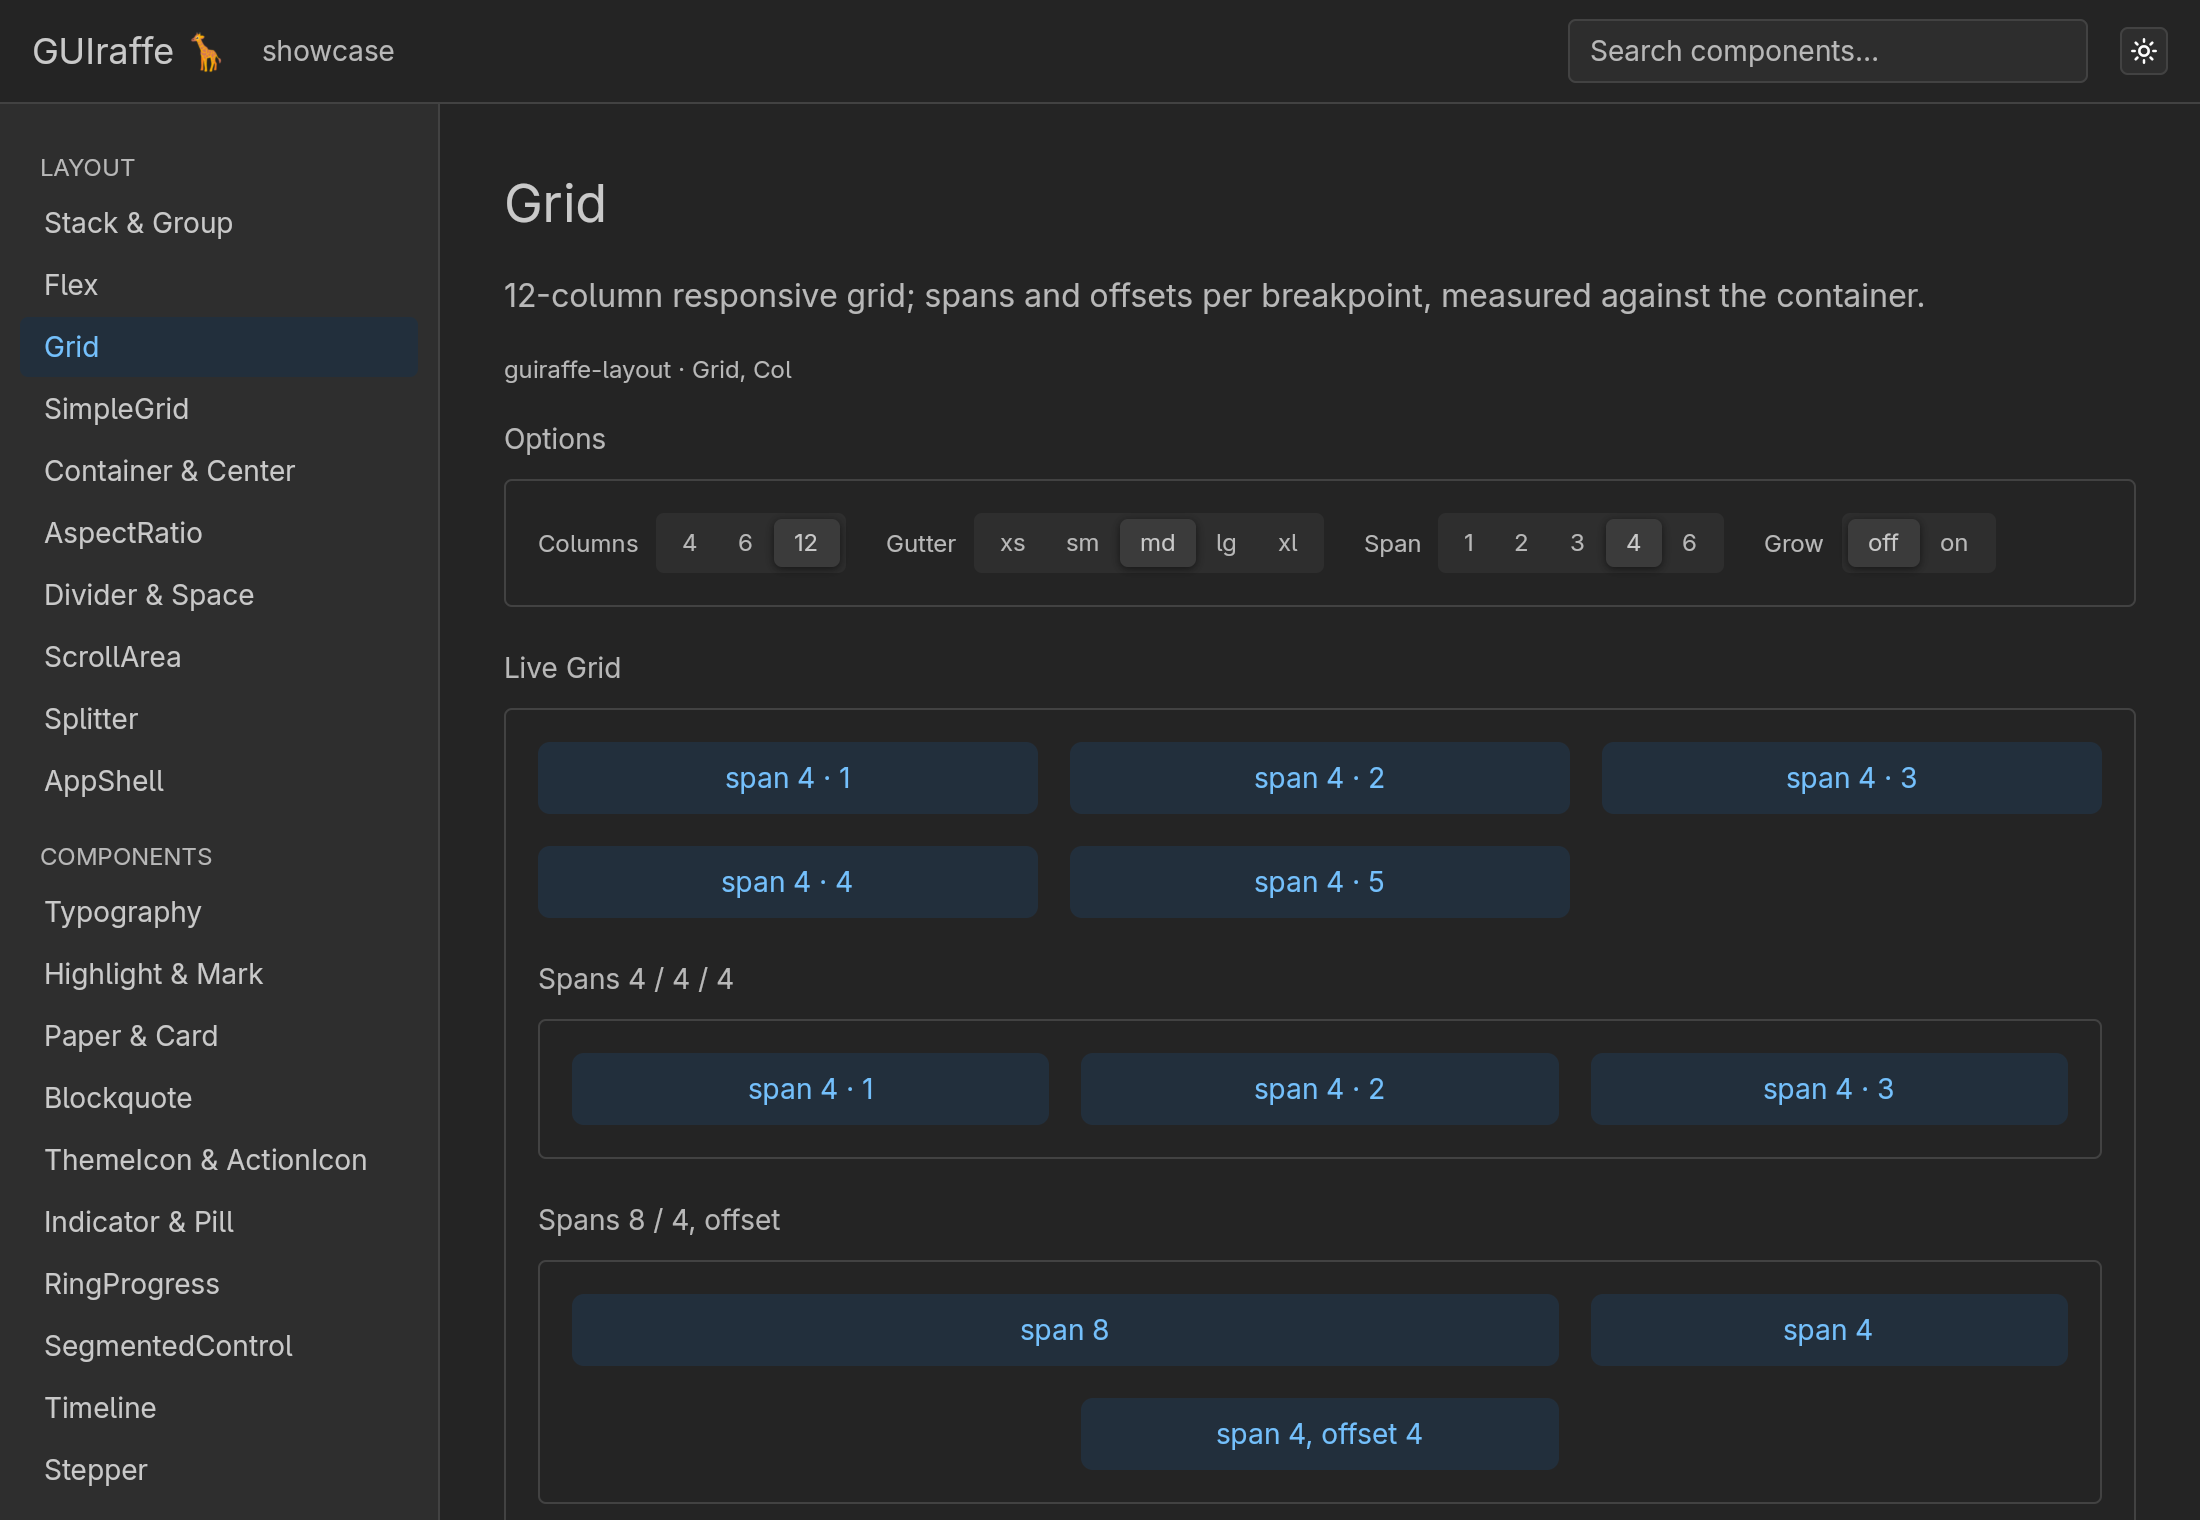 GUIraffe 🦒 showcase
Search components...
LAYOUT
Stack & Group
Flex
Grid
SimpleGrid
Container & Center
AspectRatio
Divider & Space
ScrollArea
Splitter
AppShell
COMPONENTS
Typography
Highlight & Mark
Paper & Card
Blockquote
ThemeIcon & ActionIcon
Indicator & Pill
RingProgress
SegmentedControl
Timeline
Stepper
Grid
12-column responsive grid; spans and offsets per breakpoint, measured against the container.
guiraffe-layout · Grid, Col
Options
Columns 4 6 12 Gutter xs sm md lg xl Span 1 2 3 4 6 Grow off on
Live Grid
span 4 · 1 span 4 · 2 span 4 · 3
span 4 · 4 span 4 · 5
Spans 4 / 4 / 4
span 4 · 1 span 4 · 2 span 4 · 3
Spans 8 / 4, offset
span 8 span 4
span 4, offset 4